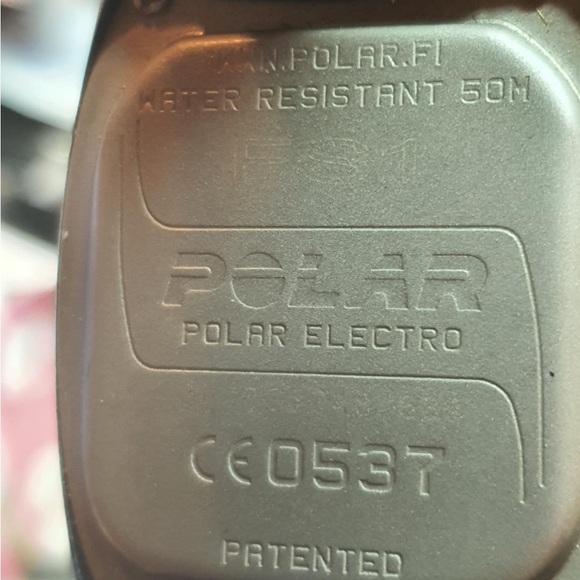 WWW.POLAR.FI
WATER RESISTANT 50M
FS1
POLAR
POLAR ELECTRO
CE0537
PATENTED